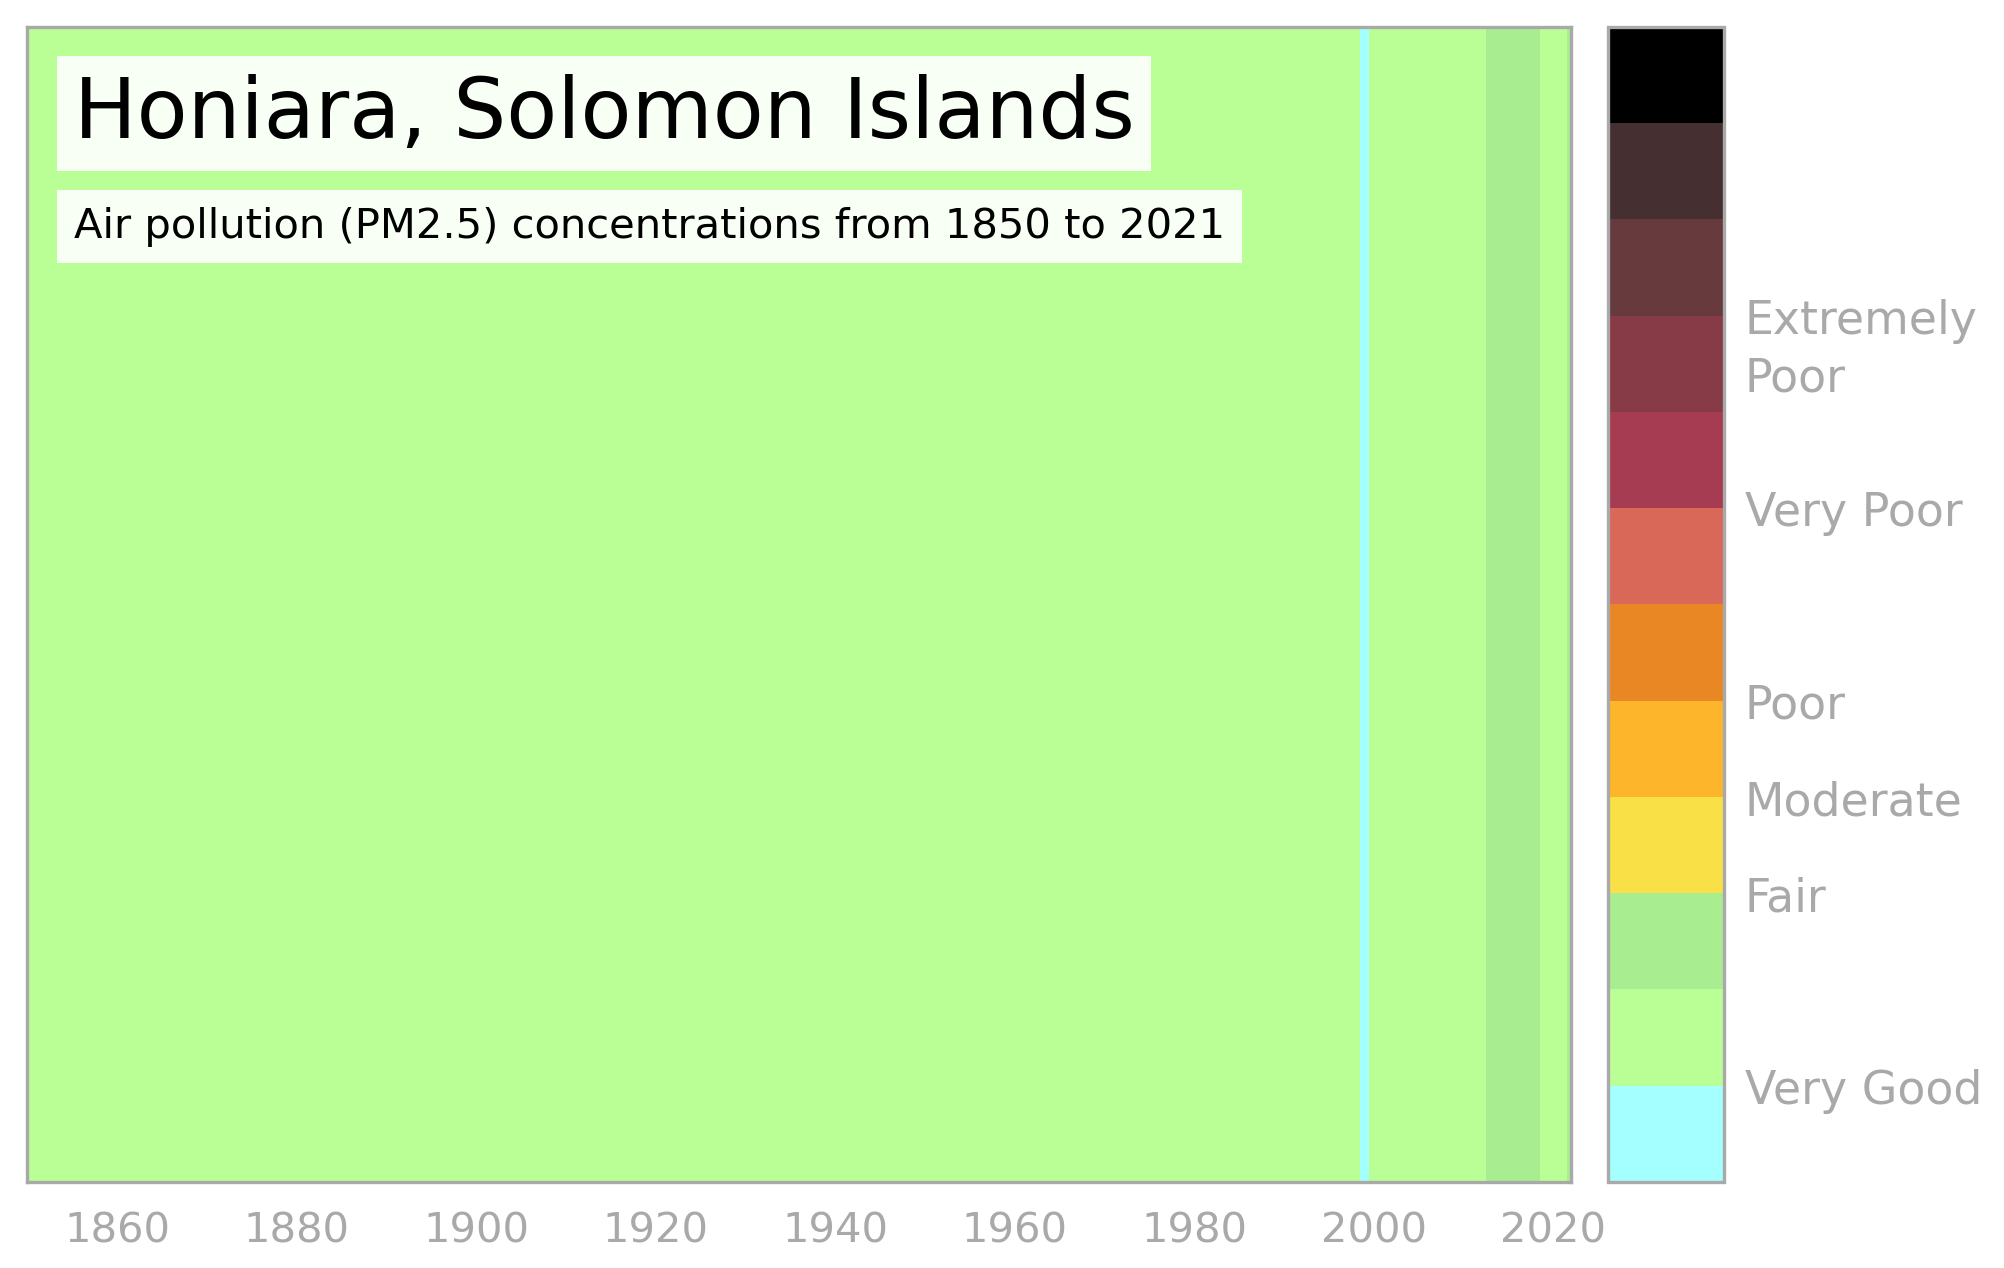 Honiara, Solomon Islands
Air pollution (PM2.5) concentrations from 1850 to 2021
Extremely
Poor
Very Poor
Poor
Moderate
Fair
Very Good
1860 1880 1900 1920 1940 1960 1980 2000 2020